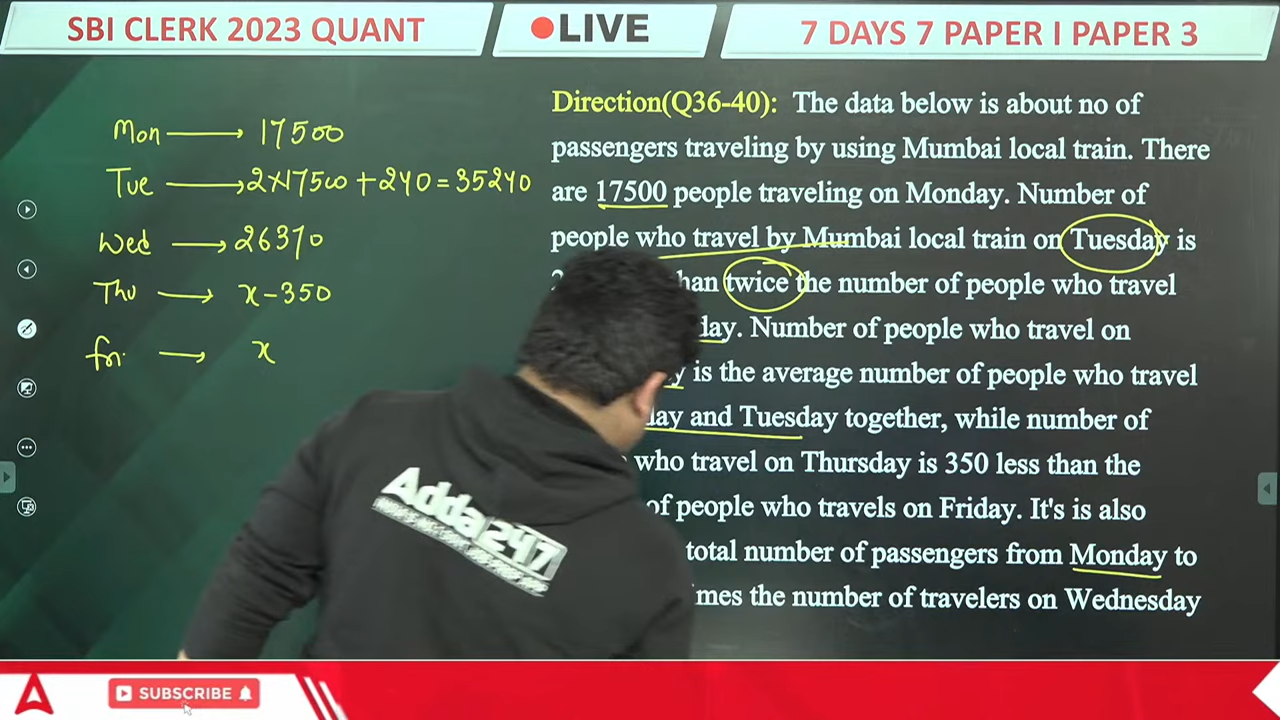 SBI CLERK 2023 QUANT
LIVE
7 DAYS 7 PAPER I PAPER 3
Mon → 17500
Tue → 2×17500 + 240 = 35240
Wed → 26370
Thu → x - 350
fri → x
Direction(Q36-40): The data below is about no of
passengers traveling by using Mumbai local train. There
are 17500 people traveling on Monday. Number of
people who travel by Mumbai local train on Tuesday is
twice the number of people who travel
Number of people who travel on
is the average number of people who travel
and Tuesday together, while number of
who travel on Thursday is 350 less than the
of people who travels on Friday. It's is also
total number of passengers from Monday to
the number of travelers on Wednesday
Adda247
SUBSCRIBE